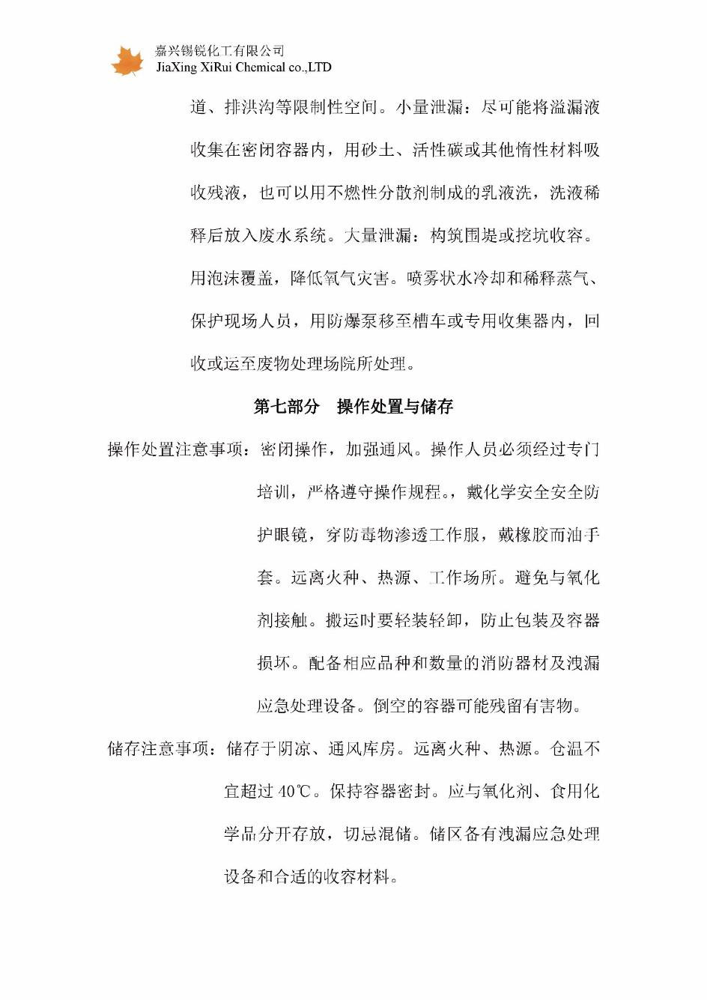 嘉兴锡锐化工有限公司
JiaXing XiRui Chemical co.,LTD
道、排洪沟等限制性空间。小量泄漏：尽可能将溢漏液
收集在密闭容器内，用砂土、活性碳或其他惰性材料吸
收残液，也可以用不燃性分散剂制成的乳液洗，洗液稀
释后放入废水系统。大量泄漏：构筑围堤或挖坑收容。
用泡沫覆盖，降低氧气灾害。喷雾状水冷却和稀释蒸气、
保护现场人员，用防爆泵移至槽车或专用收集器内，回
收或运至废物处理场院所处理。
第七部分　操作处置与储存
操作处置注意事项：密闭操作，加强通风。操作人员必须经过专门
培训，严格遵守操作规程。，戴化学安全安全防
护眼镜，穿防毒物渗透工作服，戴橡胶而油手
套。远离火种、热源、工作场所。避免与氧化
剂接触。搬运时要轻装轻卸，防止包装及容器
损坏。配备相应品种和数量的消防器材及洩漏
应急处理设备。倒空的容器可能残留有害物。
储存注意事项：储存于阴凉、通风库房。远离火种、热源。仓温不
宜超过 40℃。保持容器密封。应与氧化剂、食用化
学品分开存放，切忌混储。储区备有洩漏应急处理
设备和合适的收容材料。